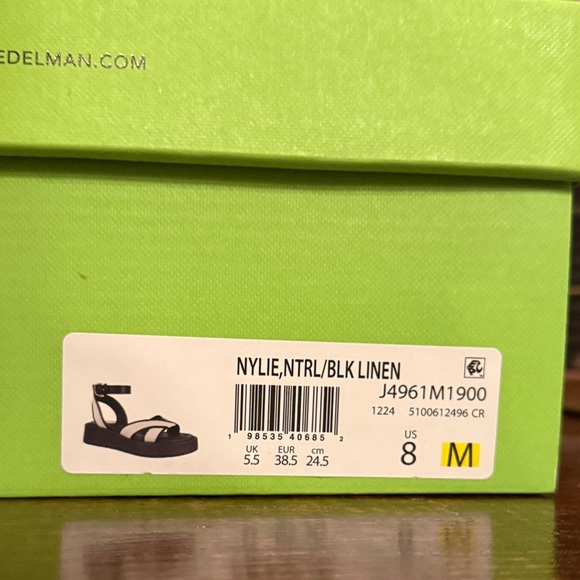 EDELMAN.COM
NYLIE,NTRL/BLK LINEN
J4961M1900
1224 5100612496 CR
1 98535 40685 2
UK EUR cm
5.5 38.5 24.5
US
8 M